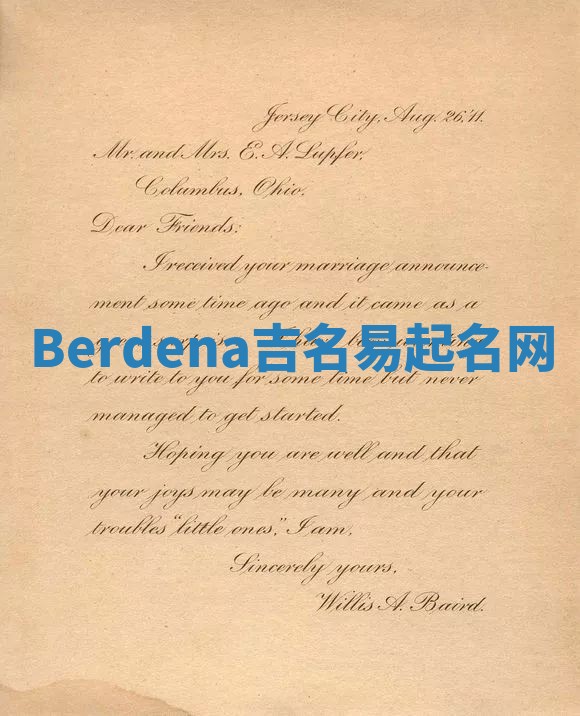 Jersey City, Aug. 26,'11.
Mr. and Mrs. E. A. Lupfer,
Columbus, Ohio.
Dear Friends:
I received your marriage announce-
ment some time ago and it came as a
Berdena吉名易起名网
to write to you for some time but never
managed to get started.
Hoping you are well and that
your joys may be many and your
troubles "little ones," I am,
Sincerely yours,
Willis A. Baird.